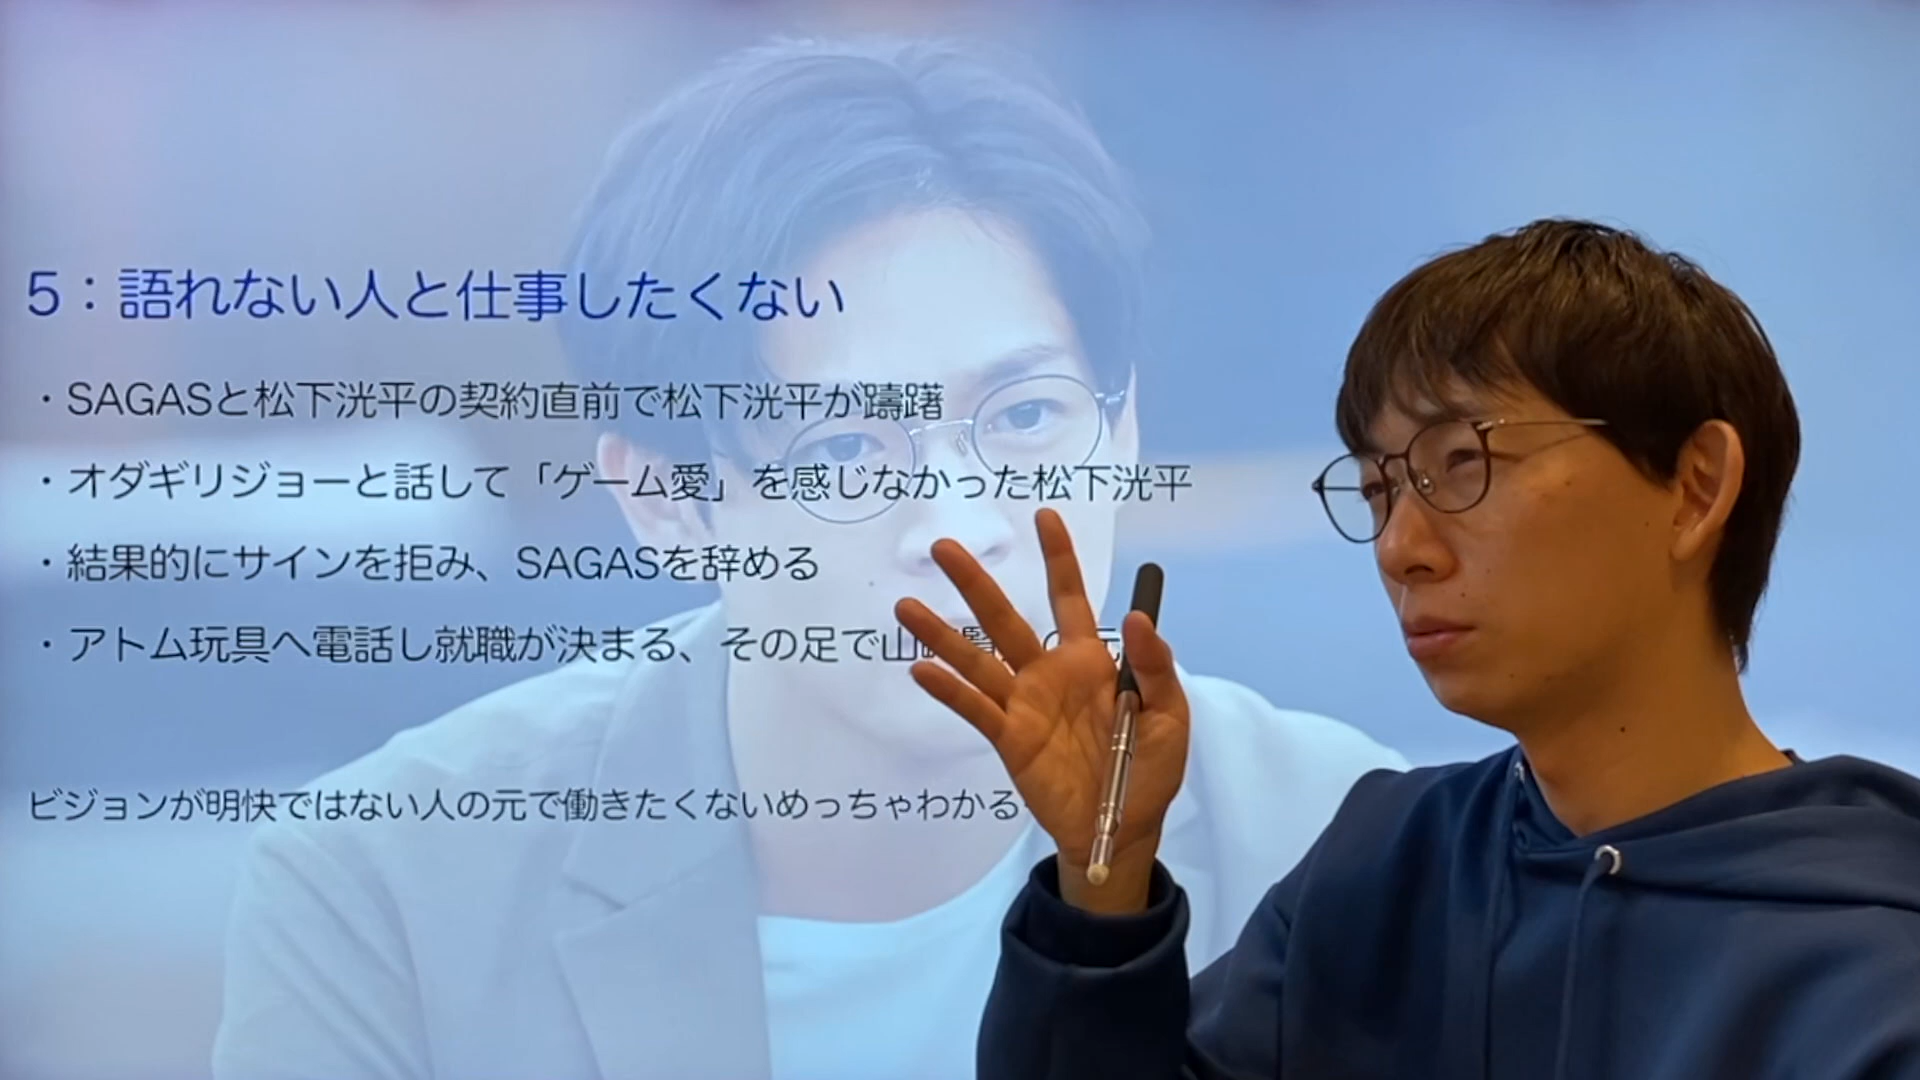 5：語れない人と仕事したくない
・SAGASと松下洸平の契約直前で松下洸平が躊躇
・オダギリジョーと話して「ゲーム愛」を感じなかった松下洸平
・結果的にサインを拒み、SAGASを辞める
・アトム玩具へ電話し就職が決まる、その足で山
ビジョンが明快ではない人の元で働きたくないめっちゃわかる